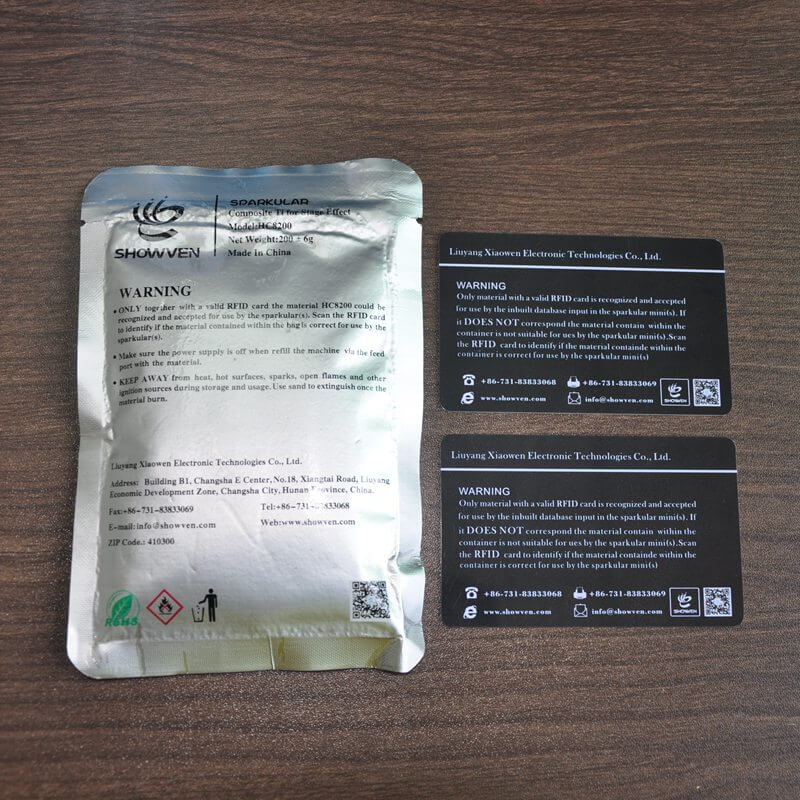 SHOWVEN
SPARKULAR
Composite Ti for Stage Effect
Model:HC8200
Net Weight:200 ± 6g
Made in China
WARNING
•ONLY together with a valid RFID card the material HC8200 could be
recognized and accepted for use by the sparkular(s). Scan the RFID card
to identify if the material contained within the bag is correct for use by the
sparkular(s).
•Make sure the power supply is off when refill the machine via the feed
port with the material.
•KEEP AWAY from heat, hot surfaces, sparks, open flames and other
ignition sources during storage and usage. Use sand to extinguish once the
material burn.
Liuyang Xiaowen Electronic Technologies Co., Ltd.
Address: Building B1, Changsha E Center, No.18, Xiangtai Road, Liuyang
Economic Development Zone, Changsha City, Hunan Province, China.
Fax:+86-731-83833069
Tel:+86-731-83833068
E-mail:info@showven.com
Web:www.showven.com
ZIP Code.: 410300
RoHS
Liuyang Xiaowen Electronic Technologies Co., Ltd.
WARNING
Only material with a valid RFID card is recognized and accepted
for use by the inbuilt database input in the sparkular mini(s). If
it DOES NOT correspond the material contain within the
container is not suitable for ues by the sparkular mini(s).Scan
the RFID card to identify if the material containde within the
container is correct for use by the sparkular mini(s)
+86-731-83833068
+86-731-83833069
www.showven.com
info@showven.com
SHOWVEN
Liuyang Xiaowen Electronic Technologies Co., Ltd.
WARNING
Only material with a valid RFID card is recognized and accepted
for use by the inbuilt database input in the sparkular mini(s). If
it DOES NOT correspond the material contain within the
container is not suitable for ues by the sparkular mini(s).Scan
the RFID card to identify if the material containde within the
container is correct for use by the sparkular mini(s)
+86-731-83833068
+86-731-83833069
www.showven.com
info@showven.com
SHOWVEN